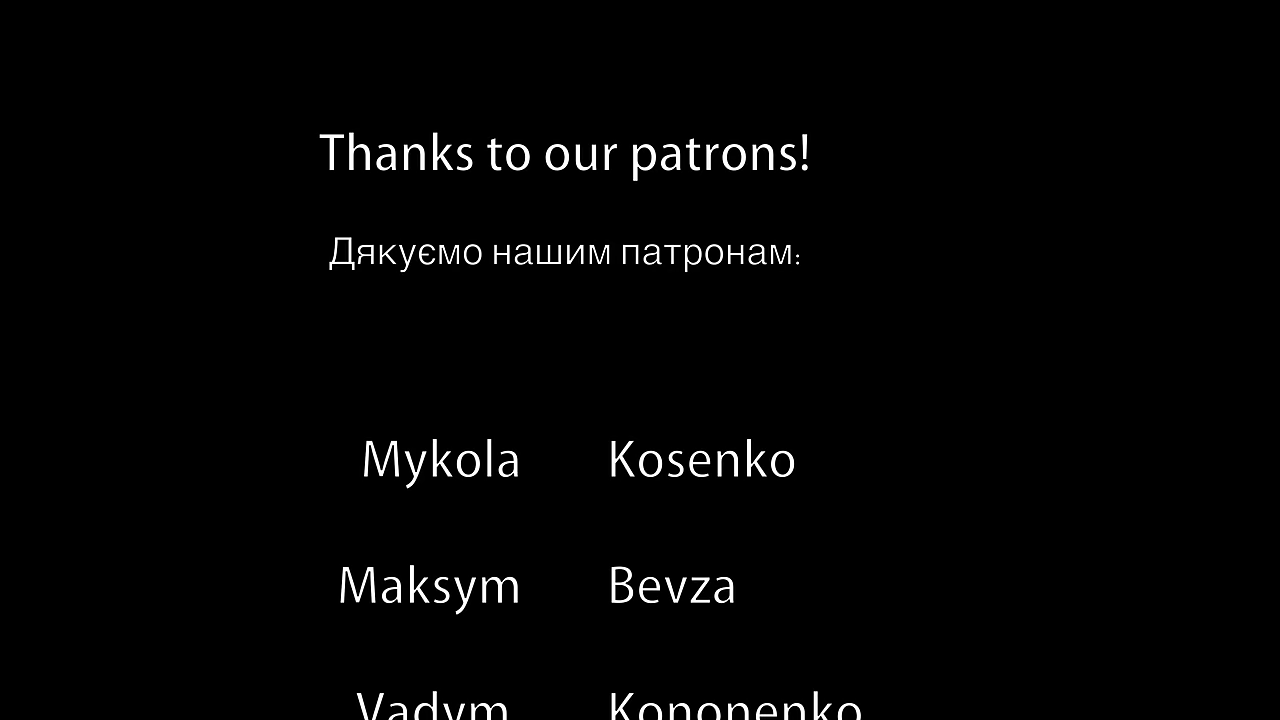 Thanks to our patrons!
Дякуємо нашим патронам:
Mykola Kosenko
Maksym Bevza
Vadym Kononenko